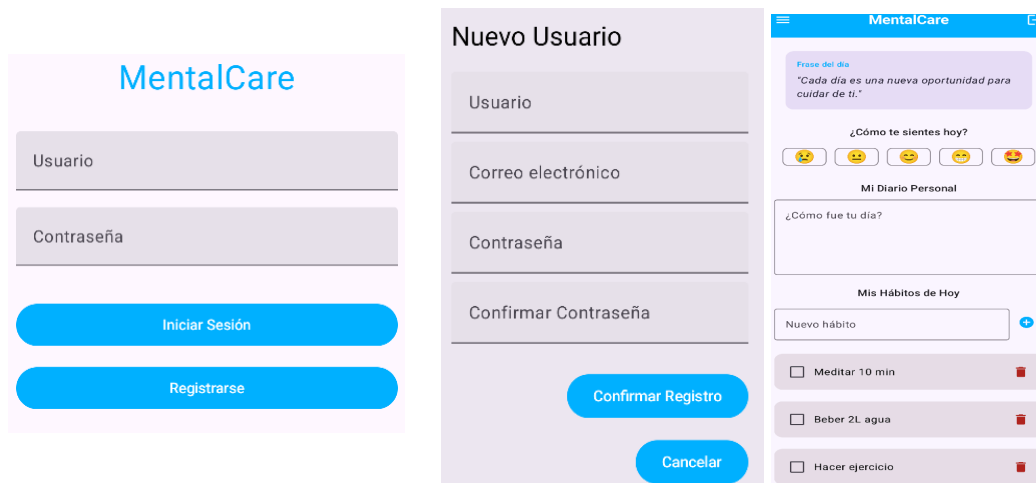 MentalCare
Usuario
Contraseña
Iniciar Sesión
Registrarse
Nuevo Usuario
Usuario
Correo electrónico
Contraseña
Confirmar Contraseña
Confirmar Registro
Cancelar
MentalCare
Frase del día
"Cada día es una nueva oportunidad para
cuidar de ti."
¿Cómo te sientes hoy?
Mi Diario Personal
¿Cómo fue tu día?
Mis Hábitos de Hoy
Nuevo hábito
Meditar 10 min
Beber 2L agua
Hacer ejercicio